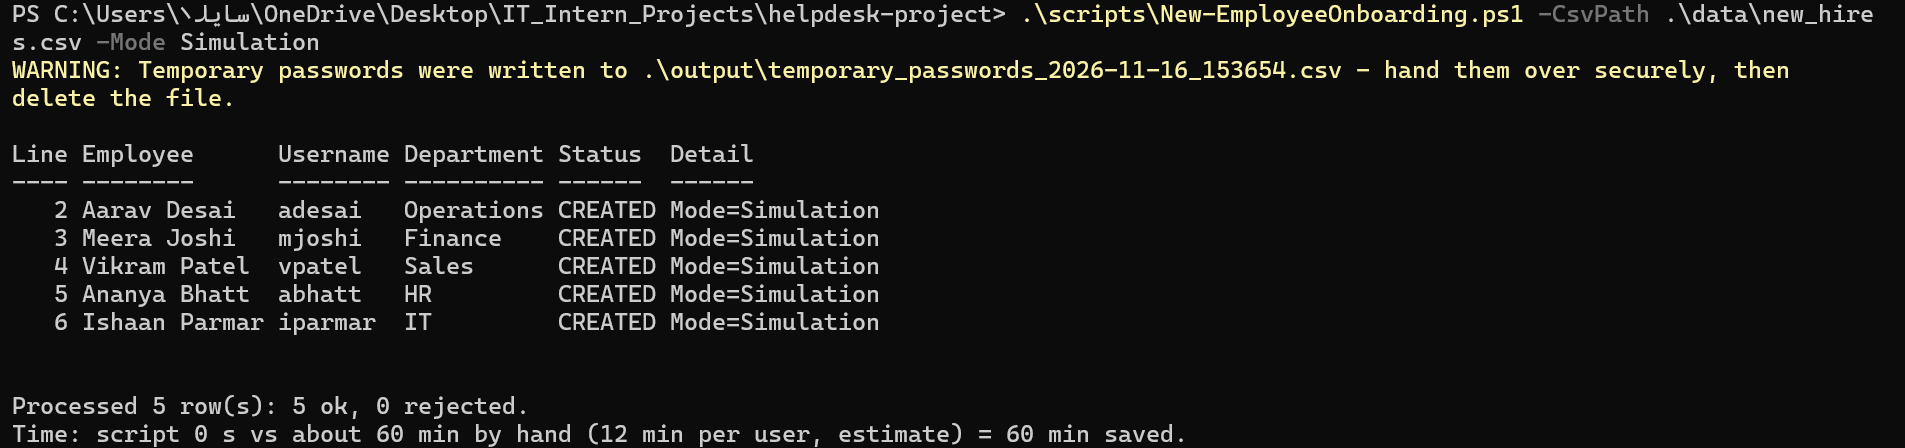 PS C:\Users\سایل١\OneDrive\Desktop\IT_Intern_Projects\helpdesk-project> .\scripts\New-EmployeeOnboarding.ps1 -CsvPath .\data\new_hire
s.csv -Mode Simulation
WARNING: Temporary passwords were written to .\output\temporary_passwords_2026-11-16_153654.csv - hand them over securely, then
delete the file.
Line Employee Username Department Status Detail
---- -------- -------- ---------- ------ ------
2 Aarav Desai adesai Operations CREATED Mode=Simulation
3 Meera Joshi mjoshi Finance CREATED Mode=Simulation
4 Vikram Patel vpatel Sales CREATED Mode=Simulation
5 Ananya Bhatt abhatt HR CREATED Mode=Simulation
6 Ishaan Parmar iparmar IT CREATED Mode=Simulation
Processed 5 row(s): 5 ok, 0 rejected.
Time: script 0 s vs about 60 min by hand (12 min per user, estimate) = 60 min saved.